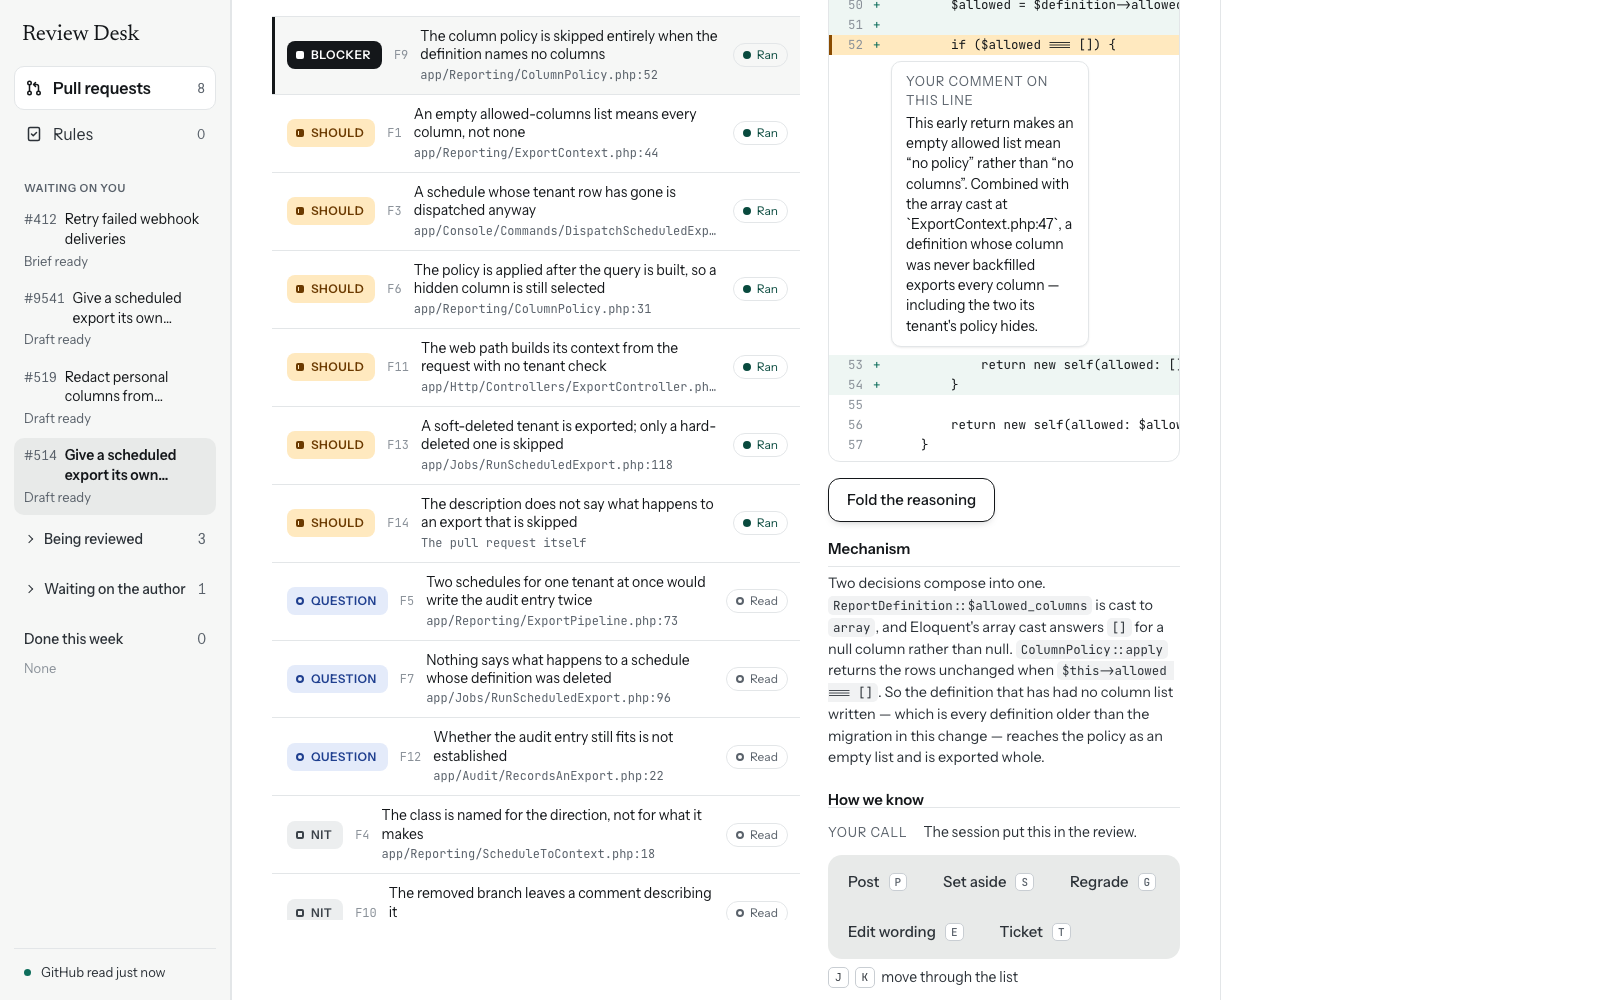 Review Desk
Pull requests 8
Rules 0
WAITING ON YOU
#412 Retry failed webhook
deliveries
Brief ready
#9541 Give a scheduled
export its own…
Draft ready
#519 Redact personal
columns from…
Draft ready
#514 Give a scheduled
export its own…
Draft ready
Being reviewed 3
Waiting on the author 1
Done this week 0
None
GitHub read just now
BLOCKER F9 The column policy is skipped entirely when the
definition names no columns
app/Reporting/ColumnPolicy.php:52
Ran
SHOULD F1 An empty allowed-columns list means every
column, not none
app/Reporting/ExportContext.php:44
Ran
SHOULD F3 A schedule whose tenant row has gone is
dispatched anyway
app/Console/Commands/DispatchScheduledExp…
Ran
SHOULD F6 The policy is applied after the query is built, so a
hidden column is still selected
app/Reporting/ColumnPolicy.php:31
Ran
SHOULD F11 The web path builds its context from the
request with no tenant check
app/Http/Controllers/ExportController.ph…
Ran
SHOULD F13 A soft-deleted tenant is exported; only a hard-
deleted one is skipped
app/Jobs/RunScheduledExport.php:118
Ran
SHOULD F14 The description does not say what happens to
an export that is skipped
The pull request itself
Ran
QUESTION F5 Two schedules for one tenant at once would
write the audit entry twice
app/Reporting/ExportPipeline.php:73
Read
QUESTION F7 Nothing says what happens to a schedule
whose definition was deleted
app/Jobs/RunScheduledExport.php:96
Read
QUESTION F12 Whether the audit entry still fits is not
established
app/Audit/RecordsAnExport.php:22
Read
NIT F4 The class is named for the direction, not for what it
makes
app/Reporting/ScheduleToContext.php:18
Read
NIT F10 The removed branch leaves a comment describing
it
Read
50 + $allowed = $definition->allowed
51 +
52 + if ($allowed === []) {
YOUR COMMENT ON
THIS LINE
This early return makes an
empty allowed list mean
“no policy” rather than “no
columns”. Combined with
the array cast at
`ExportContext.php:47`, a
definition whose column
was never backfilled
exports every column —
including the two its
tenant's policy hides.
53 + return new self(allowed: []
54 + }
55
56 return new self(allowed: $allow
57 }
Fold the reasoning
Mechanism
Two decisions compose into one.
ReportDefinition::$allowed_columns is cast to
array, and Eloquent's array cast answers [] for a
null column rather than null. ColumnPolicy::apply
returns the rows unchanged when $this->allowed
=== []. So the definition that has had no column list
written — which is every definition older than the
migration in this change — reaches the policy as an
empty list and is exported whole.
How we know
YOUR CALL The session put this in the review.
Post P Set aside S Regrade G
Edit wording E Ticket T
J K move through the list